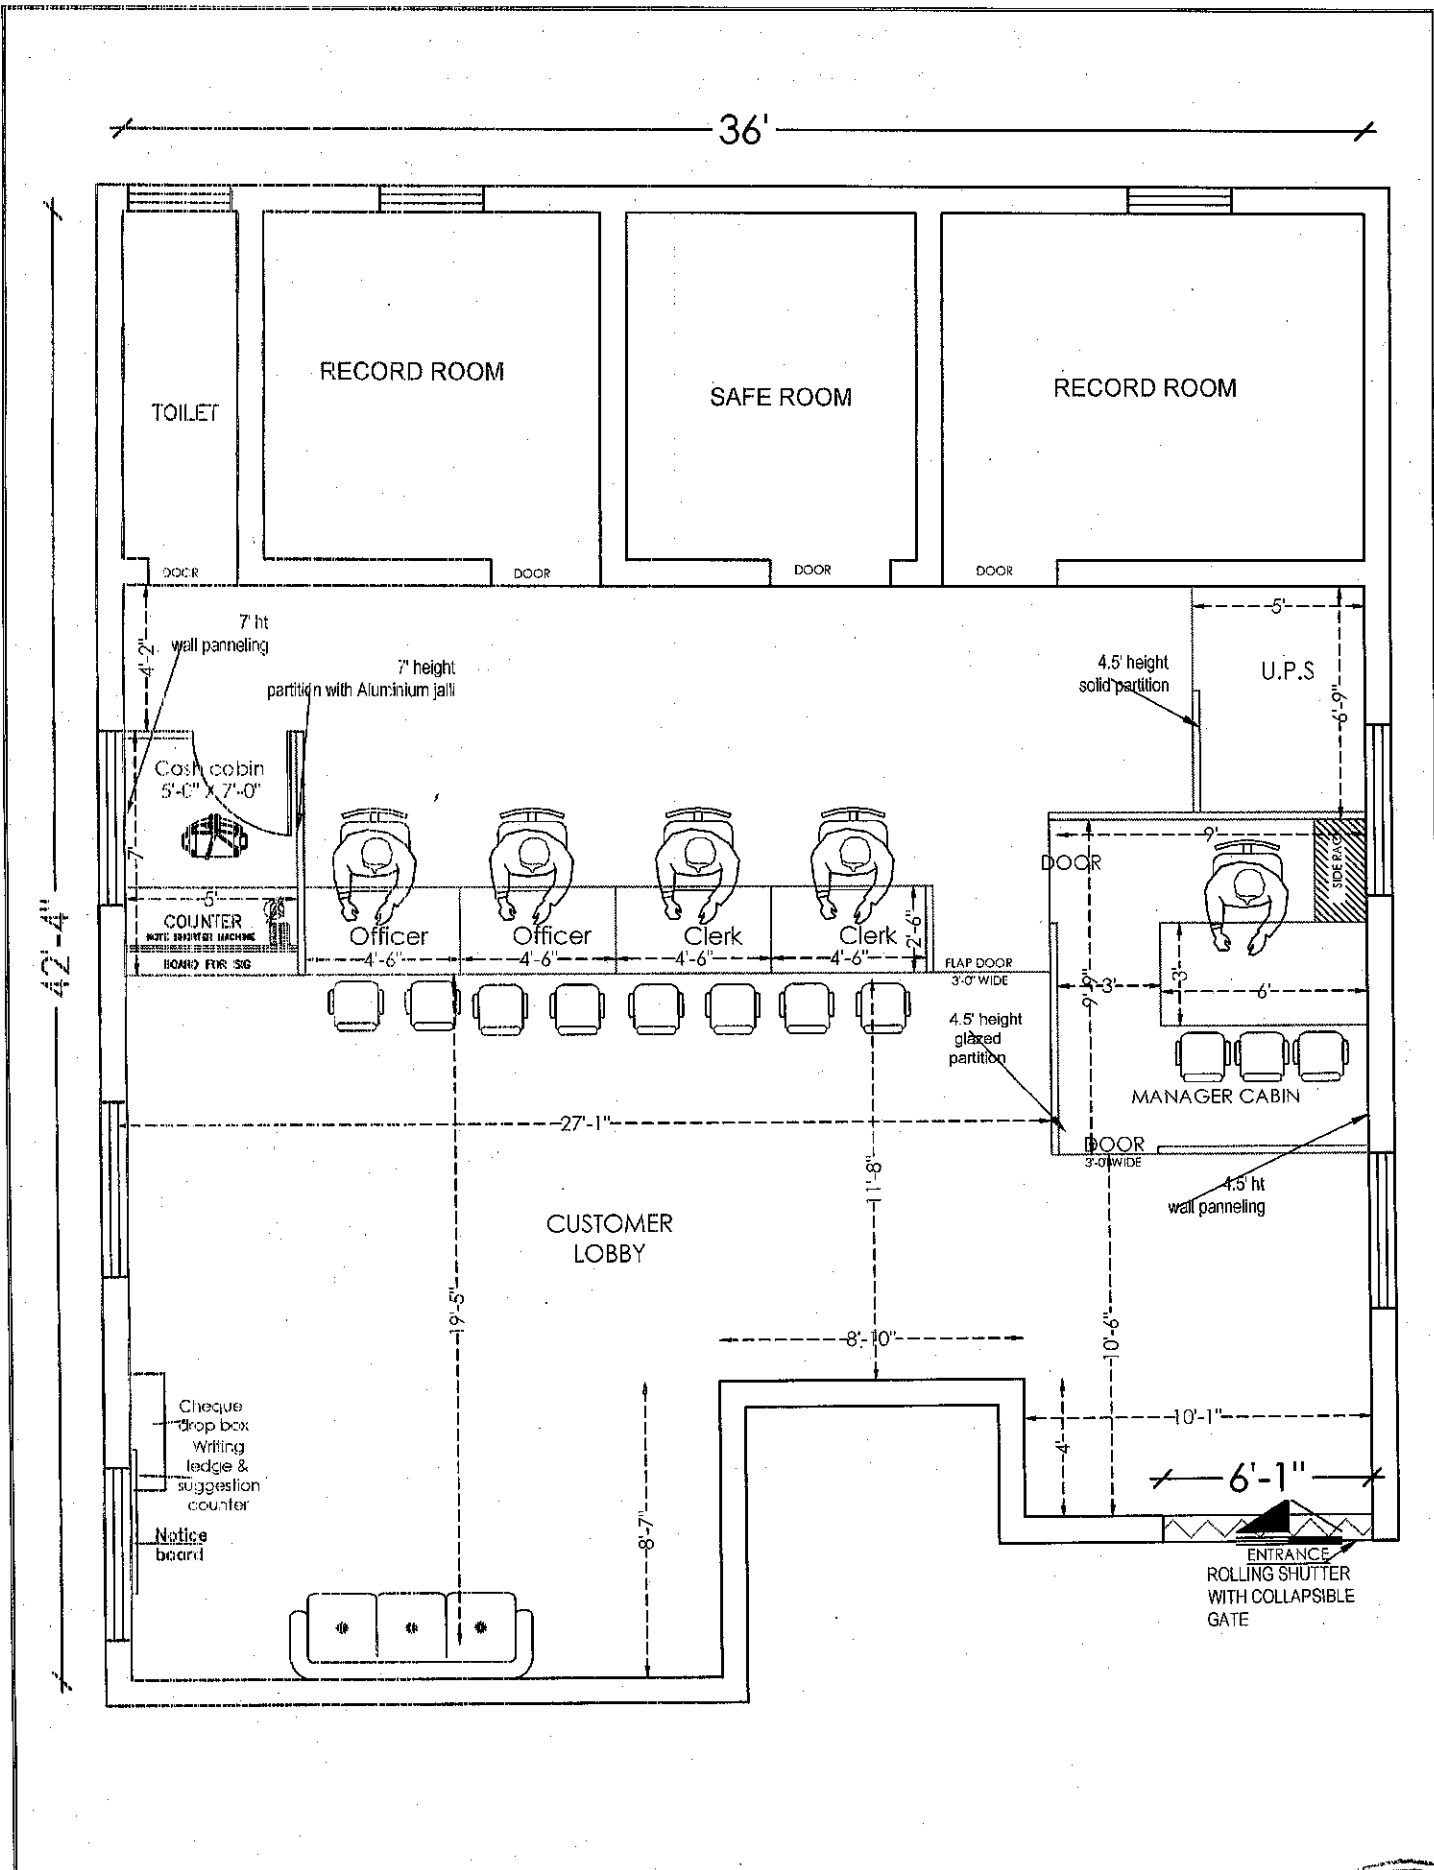 36'
42'-4"
TOILET
RECORD ROOM
SAFE ROOM
RECORD ROOM
DOOR
DOOR
DOOR
DOOR
4'-2"
7' ht
wall panneling
7' height
partition with Aluminium jalli
4.5' height
solid partition
5'
U.P.S
6'-9"
Cash cabin
5'-0" X 7'-0"
7'
5'
COUNTER
NOTE SHORTER MACHINE
BOARD FOR SIG
Officer
4'-6"
Officer
4'-6"
Clerk
4'-6"
Clerk
4'-6"
2'-6"
FLAP DOOR
3'-0" WIDE
4.5' height
glazed
partition
DOOR
9'
SIDE RAC
9'-9"
3'
3'
6'
MANAGER CABIN
DOOR
3'-0" WIDE
4.5' ht
wall panneling
27'-1"
11'-8"
CUSTOMER
LOBBY
19'-5"
8'-10"
10'-6"
10'-1"
4'
6'-1"
8'-7"
Cheque
drop box
Writing
ledge &
suggestion
counter
Notice
board
ENTRANCE
ROLLING SHUTTER
WITH COLLAPSIBLE
GATE